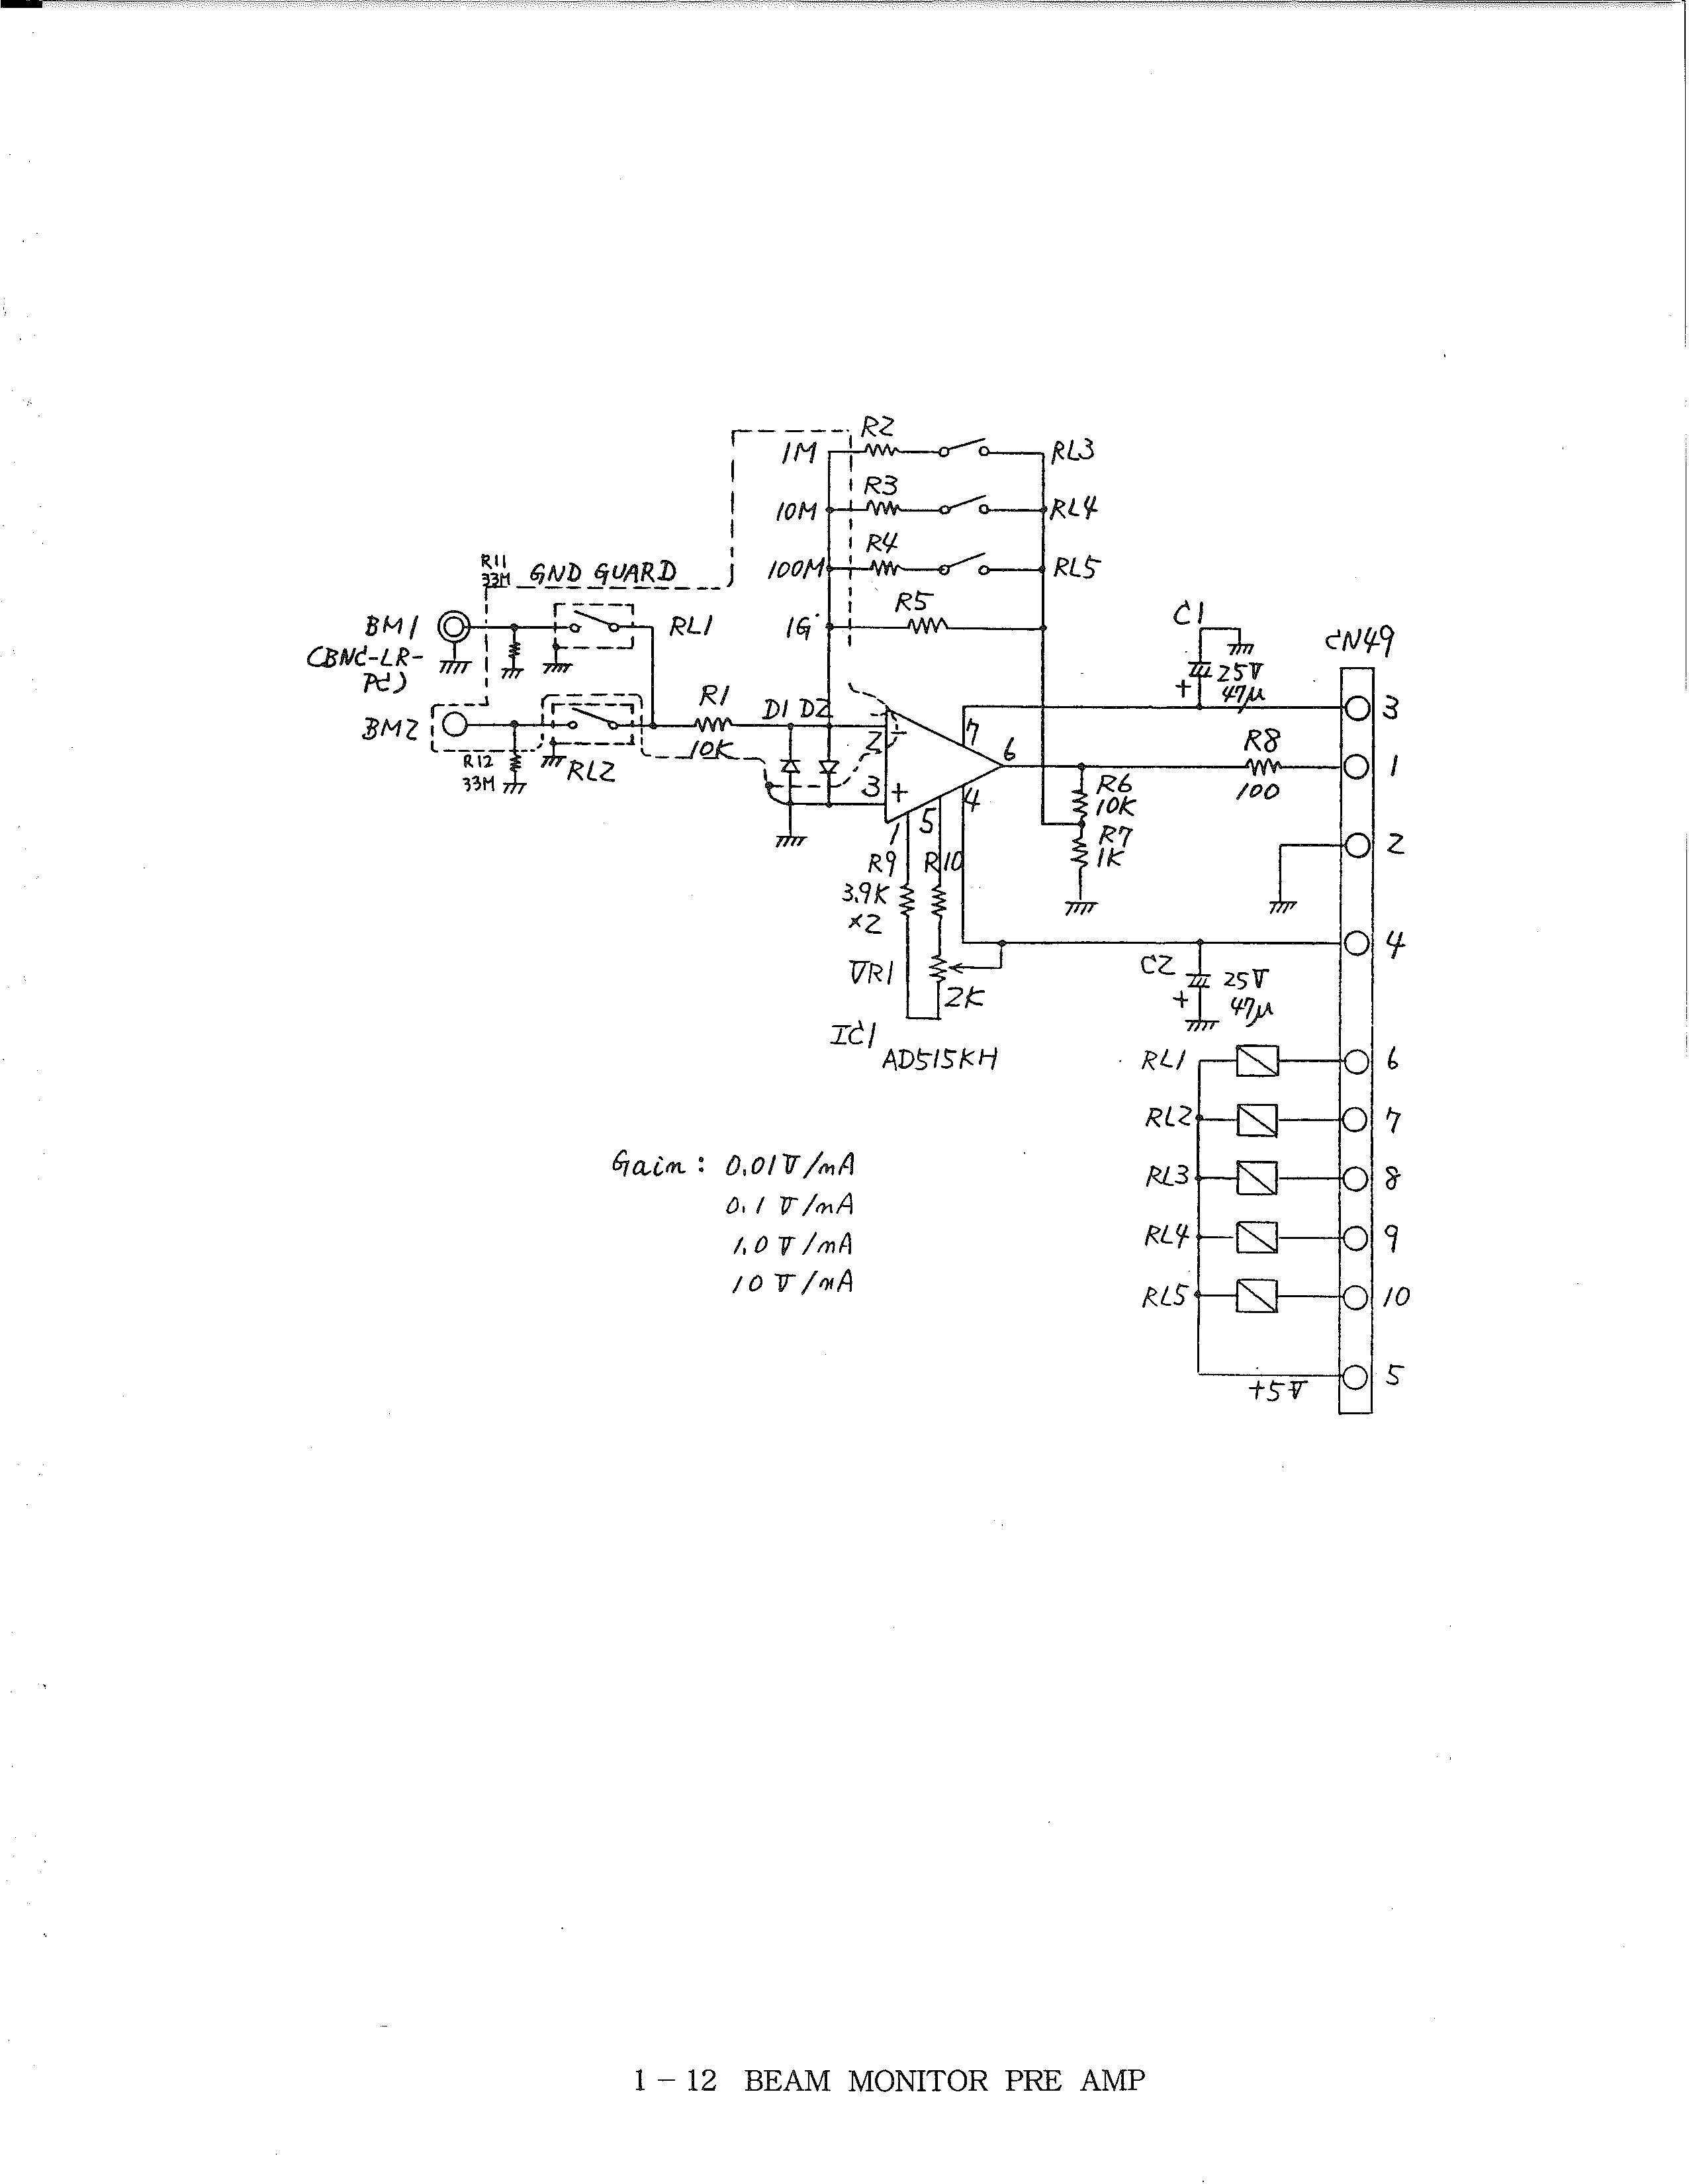 R2
1M
RL3
R3
10M
RL4
R4
100M
RL5
R11
33M
GND GUARD
R5
1G
BM1
(BNC-LR-
PC)
RL1
C1
25V
47μ
CN49
3
R1
10K
D1 D2
BM2
R12
33M
RL2
2
−
7
6
3
+
4
1
5
R8
100
1
R6
10K
R7
1K
2
R9
3.9K
×2
R10
VR1
2K
4
C2
25V
47μ
+
+
IC1
AD515KH
RL1
6
RL2
7
RL3
8
RL4
9
RL5
10
+5V
5
Gain : 0.01V/nA
0.1 V/nA
1.0 V/nA
10 V/nA
1 − 12 BEAM MONITOR PRE AMP